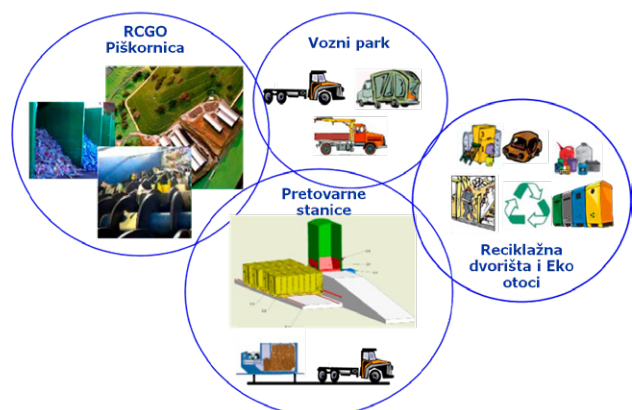 RCGO
Piškornica
Vozni park
Pretovarne
stanice
Reciklažna
dvorišta i Eko
otoci